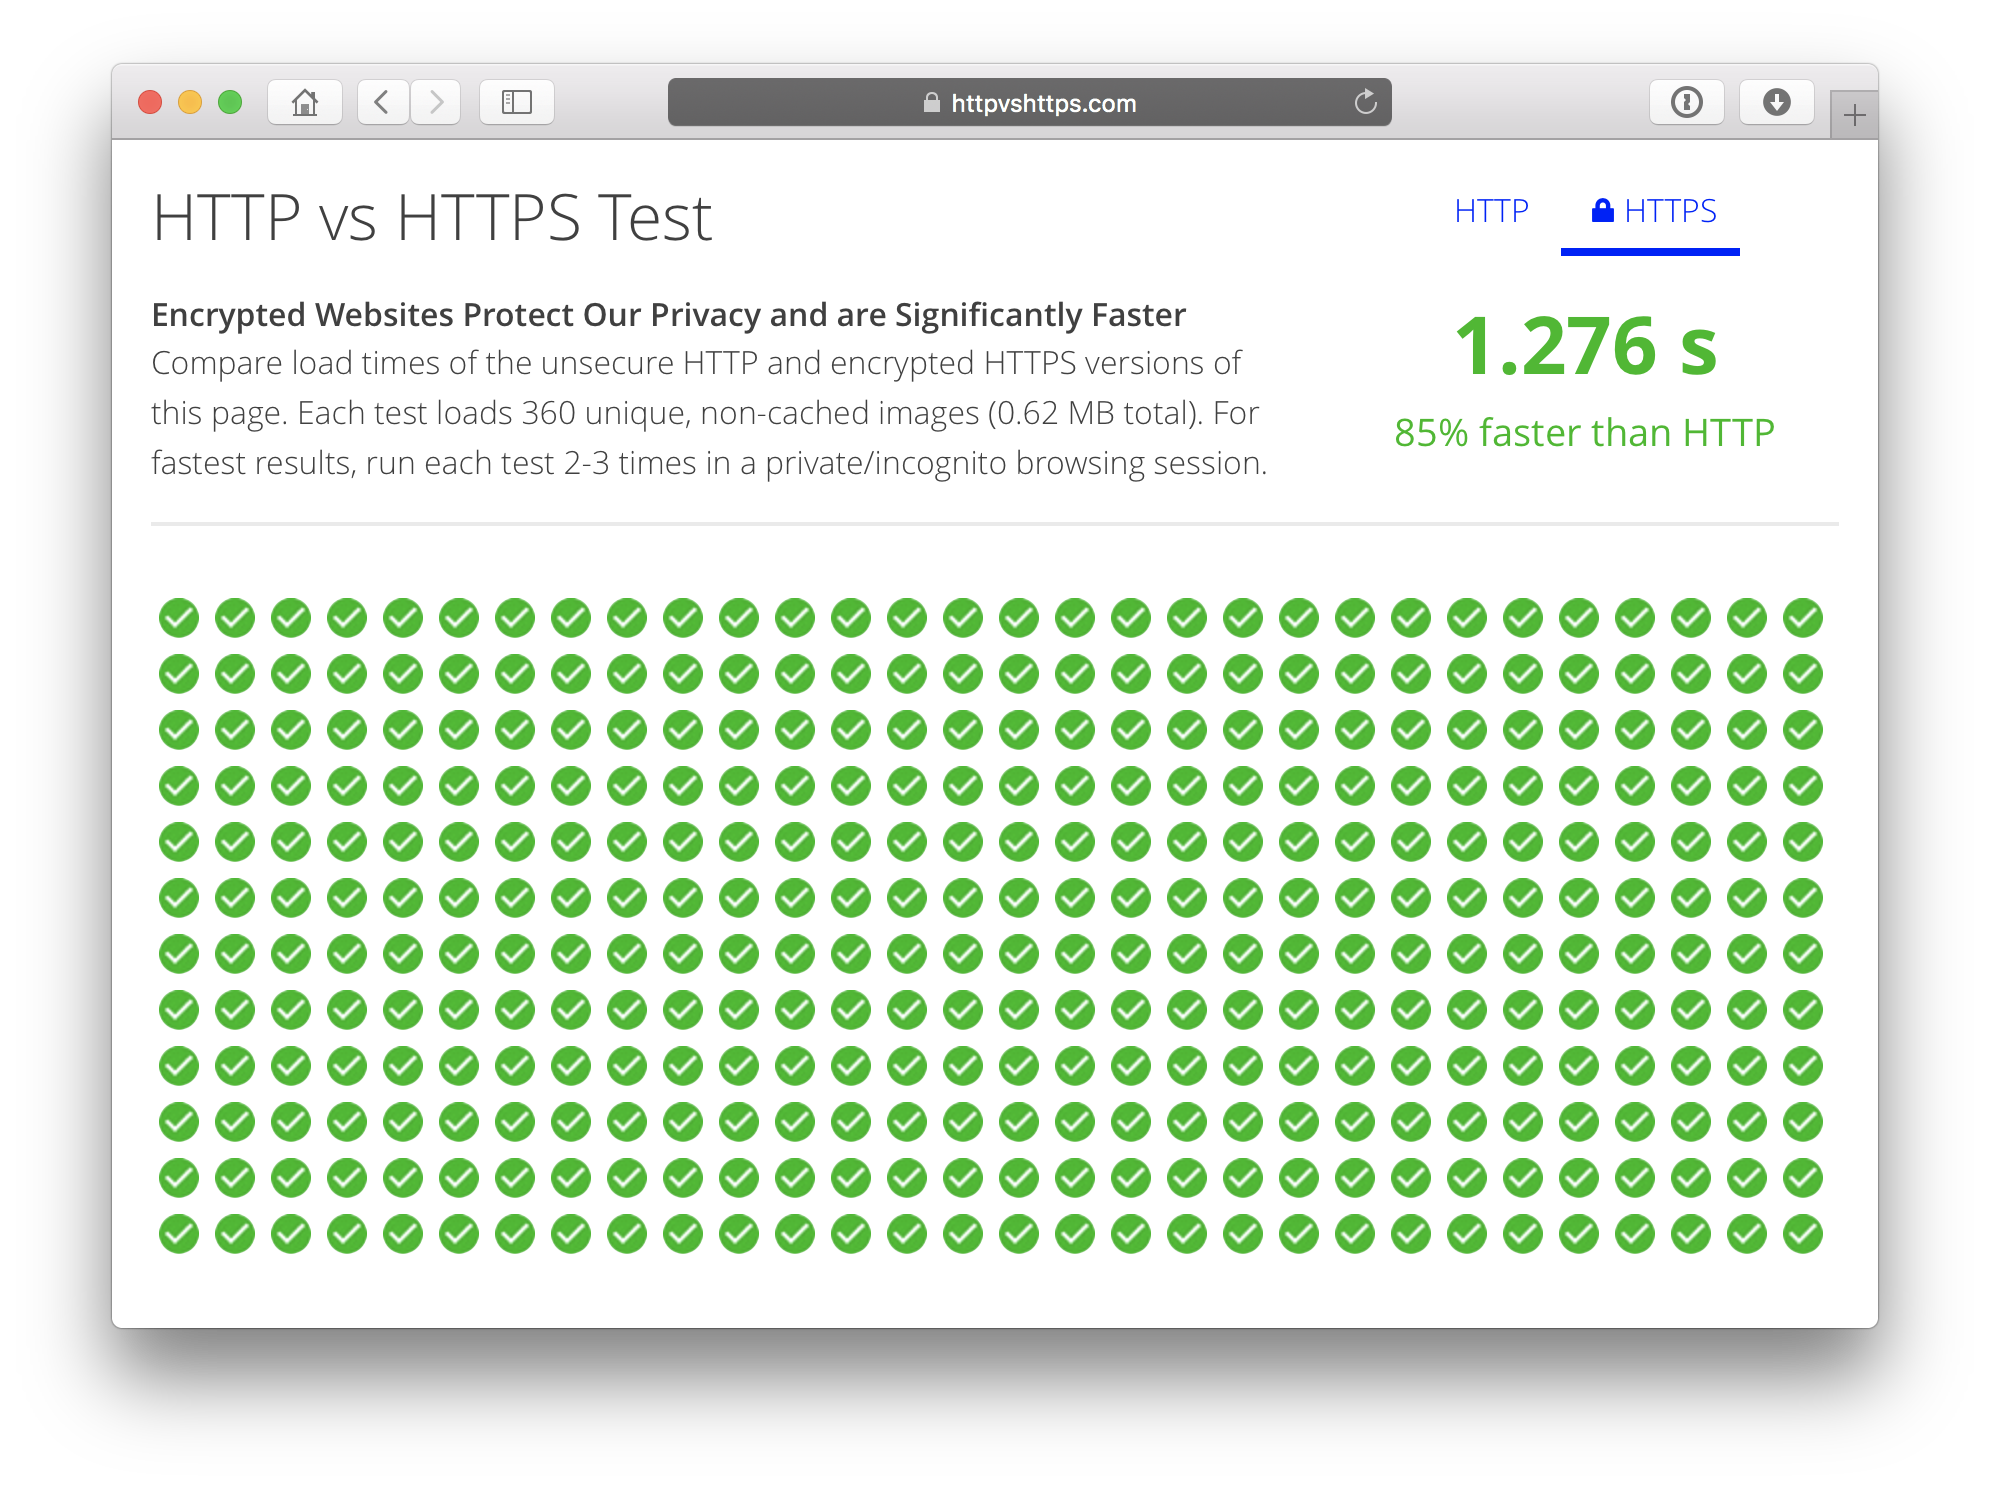 httpvshttps.com
HTTP vs HTTPS Test
HTTP
HTTPS
Encrypted Websites Protect Our Privacy and are Significantly Faster
Compare load times of the unsecure HTTP and encrypted HTTPS versions of
this page. Each test loads 360 unique, non-cached images (0.62 MB total). For
fastest results, run each test 2-3 times in a private/incognito browsing session.
1.276 s
85% faster than HTTP